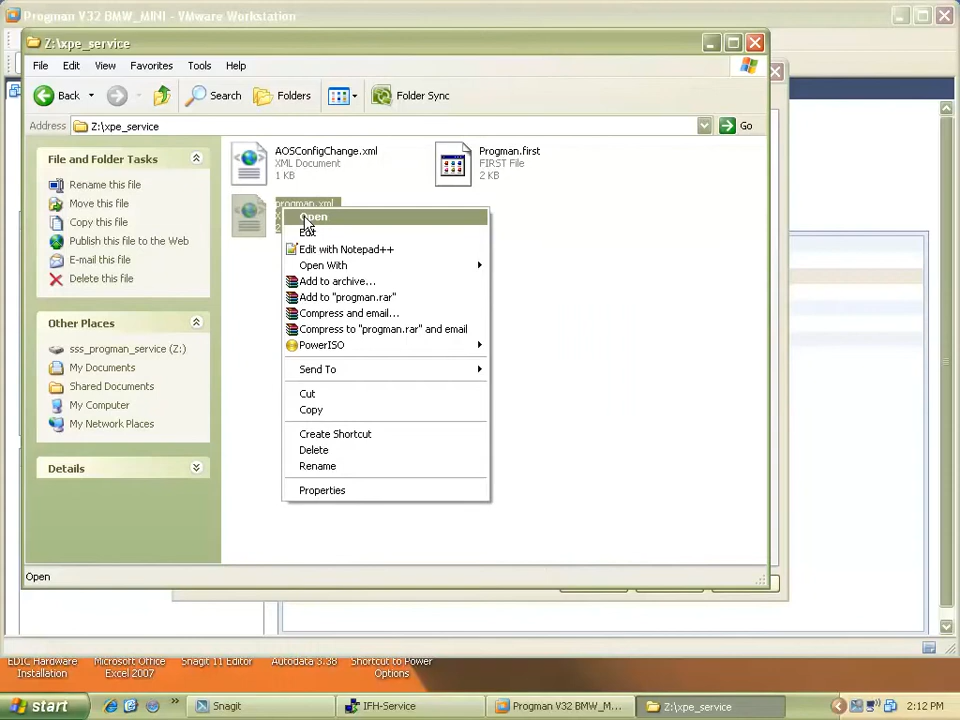 Progman V32 BMW_MINI - VMware Workstation
Z:\xpe_service
File Edit View Favorites Tools Help
Back Search Folders Folder Sync
Address Z:\xpe_service Go
File and Folder Tasks
Rename this file
Move this file
Copy this file
Publish this file to the Web
E-mail this file
Delete this file
Other Places
sss_progman_service (Z:)
My Documents
Shared Documents
My Computer
My Network Places
Details
AOSConfigChange.xml
XML Document
1 KB
Progman.first
FIRST File
2 KB
progman.xml
Open
Edit
Edit with Notepad++
Open With
Add to archive...
Add to "progman.rar"
Compress and email...
Compress to "progman.rar" and email
PowerISO
Send To
Cut
Copy
Create Shortcut
Delete
Rename
Properties
Open
EDIC Hardware Installation
Microsoft Office Excel 2007
Snagit 11 Editor
Autodata 3.38
Shortcut to Power Options
start
Snagit
IFH-Service
Progman V32 BMW_M...
Z:\xpe_service
2:12 PM